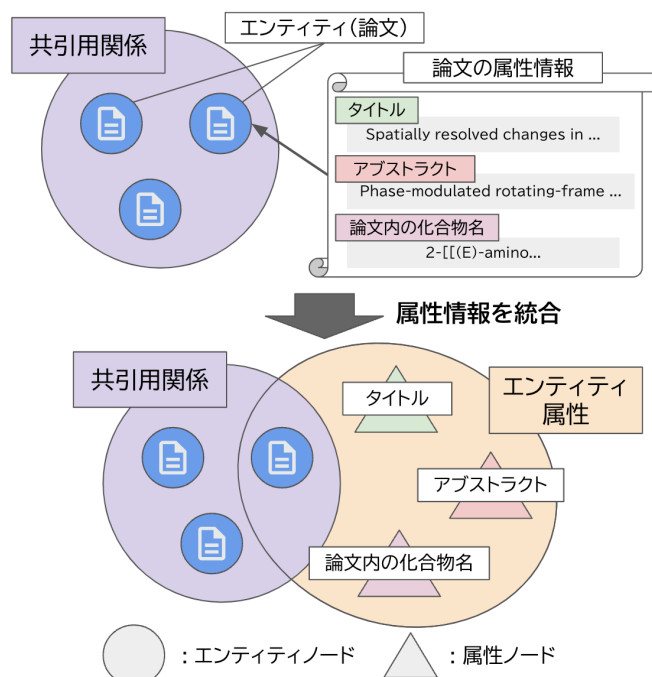 共引用関係
エンティティ(論文)
論文の属性情報
タイトル
Spatially resolved changes in ...
アブストラクト
Phase-modulated rotating-frame ...
論文内の化合物名
2-[[(E)-amino...
属性情報を統合
共引用関係
エンティティ
属性
タイトル
アブストラクト
論文内の化合物名
：エンティティノード
：属性ノード